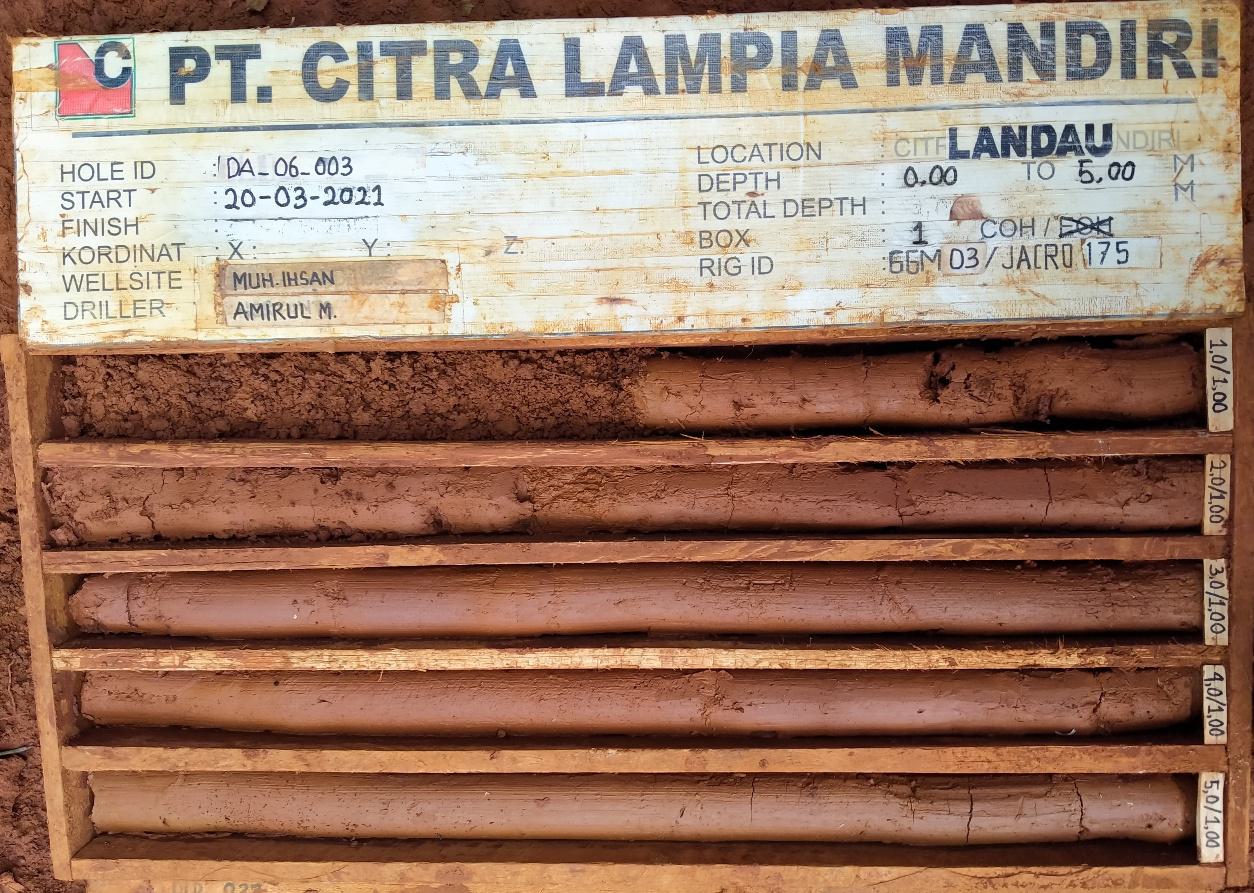 C PT. CITRA LAMPIA MANDIRI
HOLE ID : DA_06_003
START : 20-03-2021
FINISH :
KORDINAT X: Y: Z:
WELLSITE MUH.IHSAN
DRILLER AMIRUL M.
LOCATION : LANDAU
DEPTH : 0.00 TO 5.00 M
TOTAL DEPTH : M
BOX : 1 COH / EOH
RIG ID : GGM 03 / JACRO 175
1,0/1,00
2,0/1,00
3,0/1,00
4,0/1,00
5,0/1,00